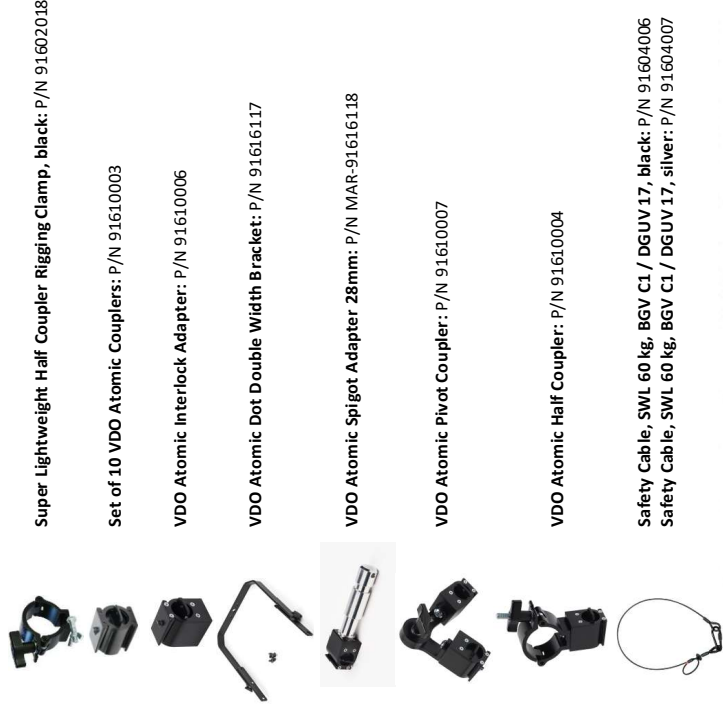 Super Lightweight Half Coupler Rigging Clamp, black: P/N 91602018
Set of 10 VDO Atomic Couplers: P/N 91610003
VDO Atomic Interlock Adapter: P/N 91610006
VDO Atomic Dot Double Width Bracket: P/N 91616117
VDO Atomic Spigot Adapter 28mm: P/N MAR-91616118
VDO Atomic Pivot Coupler: P/N 91610007
VDO Atomic Half Coupler: P/N 91610004
Safety Cable, SWL 60 kg, BGV C1 / DGUV 17, black: P/N 91604006
Safety Cable, SWL 60 kg, BGV C1 / DGUV 17, silver: P/N 91604007